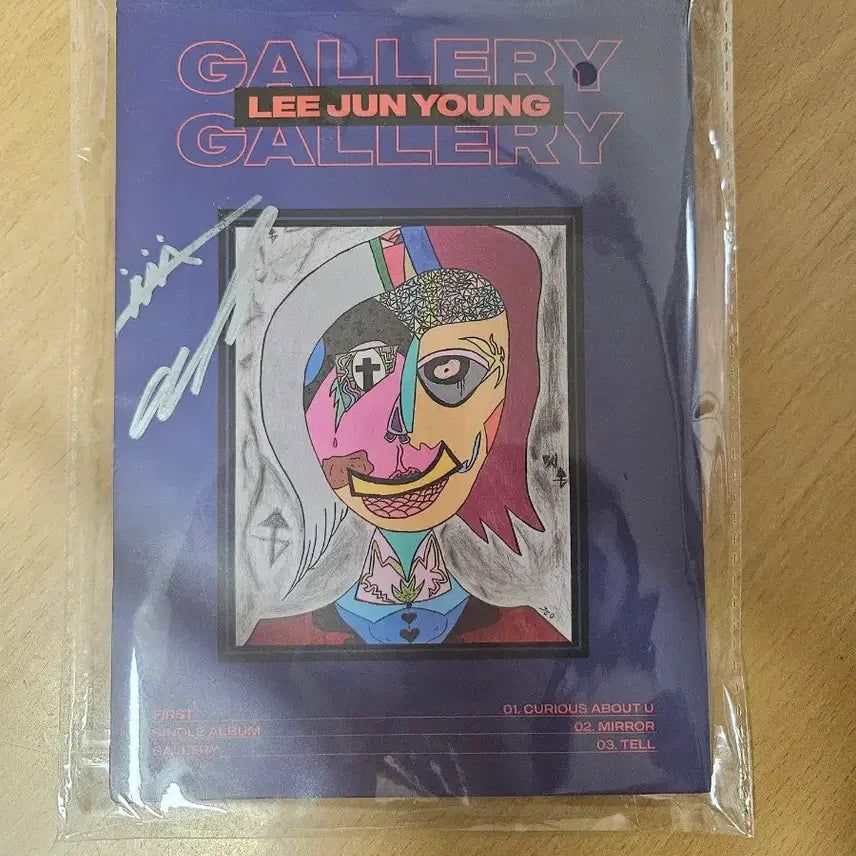 GALLERY
LEE JUN YOUNG
GALLERY
FIRST
SINGLE ALBUM
GALLERY
01. CURIOUS ABOUT U
02. MIRROR
03. TELL